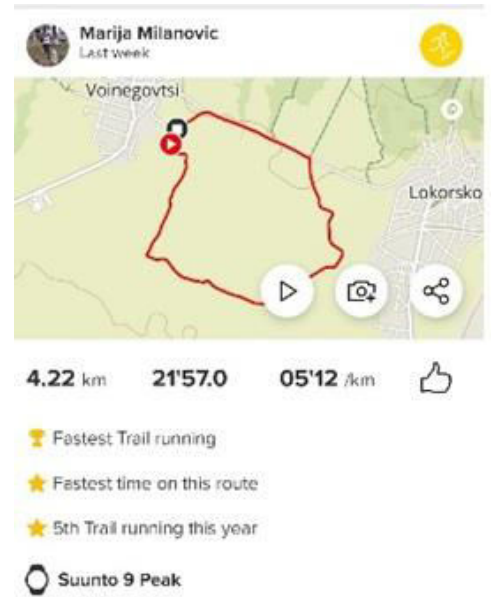 Marija Milanovic
Last week
Voinegovtsi
Lokorsko
4.22 km 21'57.0 05'12 /km
Fastest Trail running
Fastest time on this route
5th Trail running this year
Suunto 9 Peak